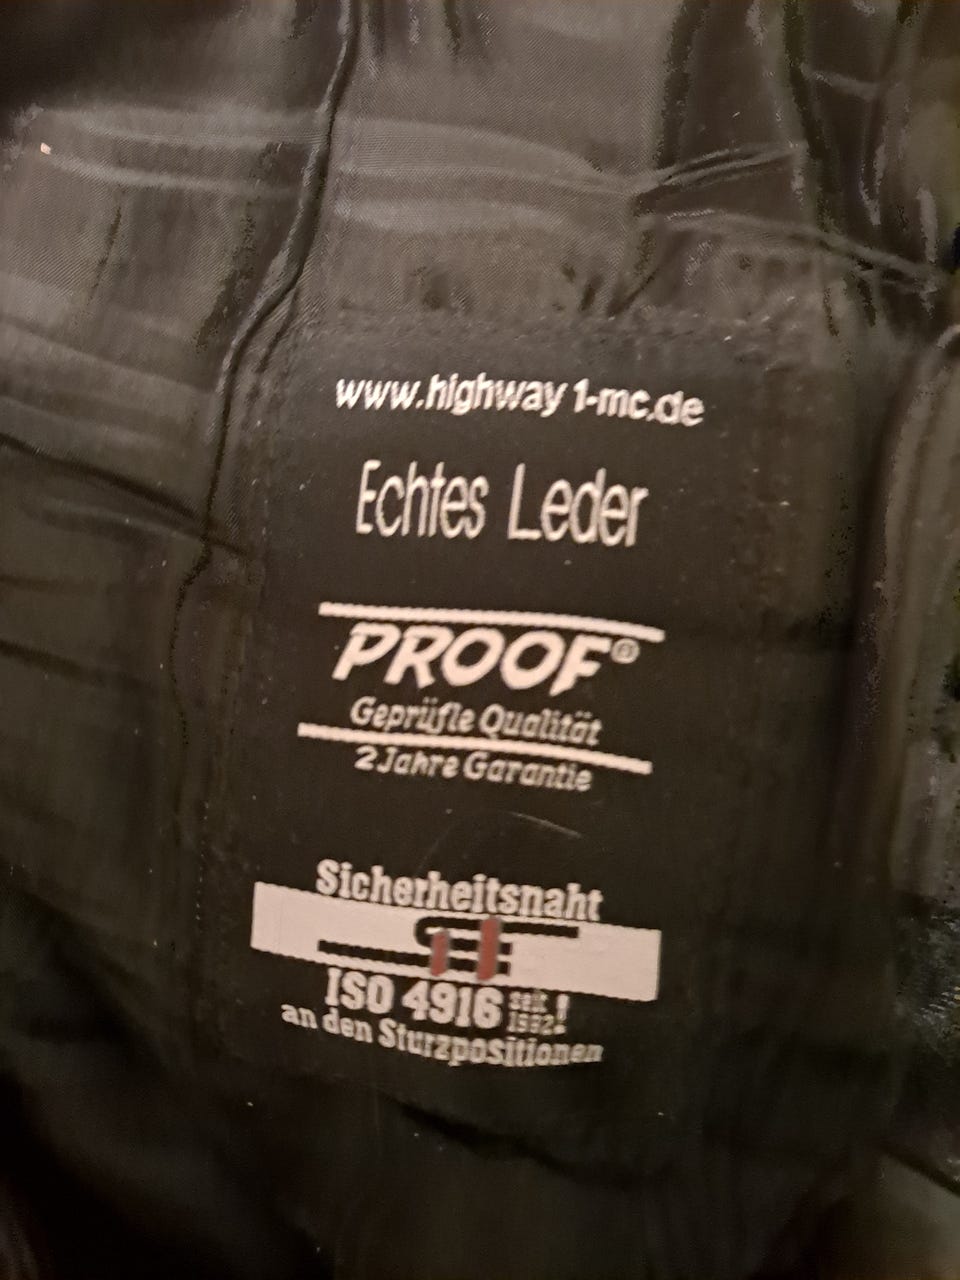 www.highway1-mc.de
Echtes Leder
PROOF®
Geprüfte Qualität
2 Jahre Garantie
Sicherheitsnaht
ISO 4916 seit 1992!
an den Sturzpositionen